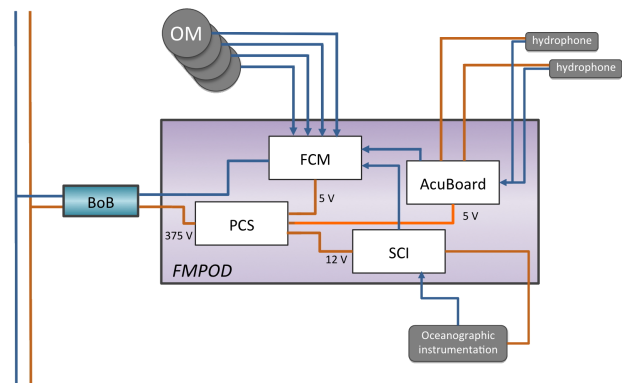 OM
hydrophone
hydrophone
FCM
AcuBoard
BoB
5 V
5 V
375 V
PCS
12 V
SCI
FMPOD
Oceanographic
instrumentation